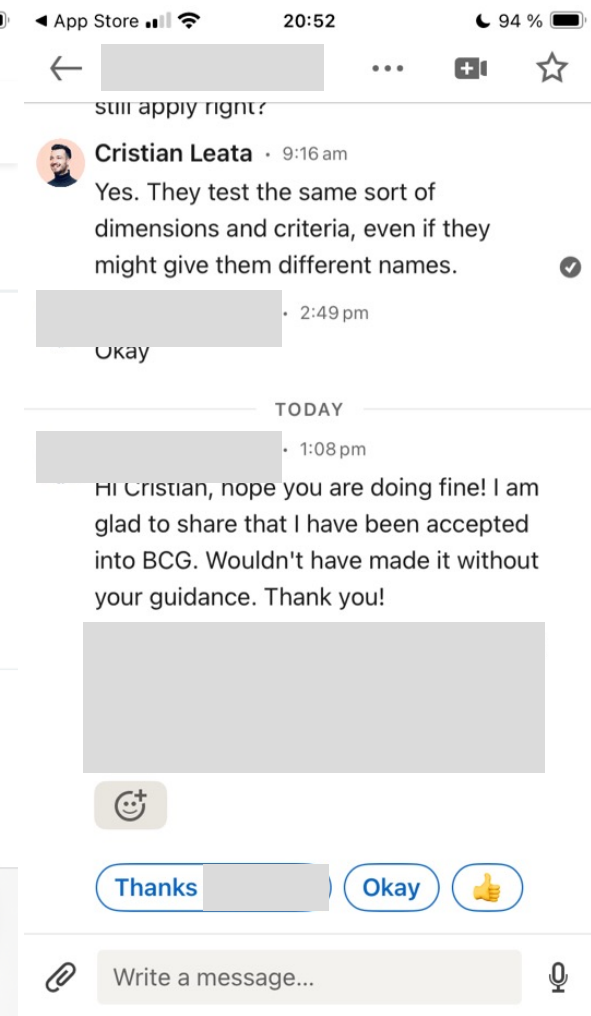 App Store 20:52 94 %
still apply right?
Cristian Leata · 9:16 am
Yes. They test the same sort of
dimensions and criteria, even if they
might give them different names.
· 2:49 pm
Okay
TODAY
· 1:08 pm
Hi Cristian, hope you are doing fine! I am
glad to share that I have been accepted
into BCG. Wouldn't have made it without
your guidance. Thank you!
Thanks Okay 👍
Write a message...